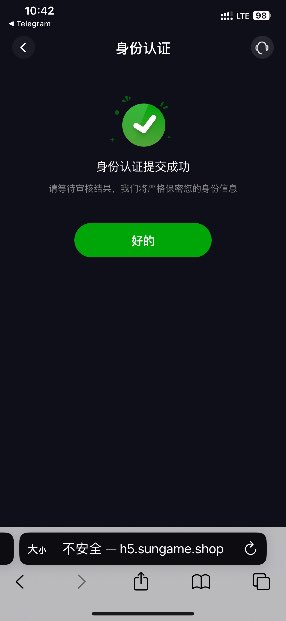 10:42
LTE 98
◀ Telegram
身份认证
身份认证提交成功
请等待审核结果，我们将严格保密您的身份信息
好的
大小 不安全 — h5.sungame.shop